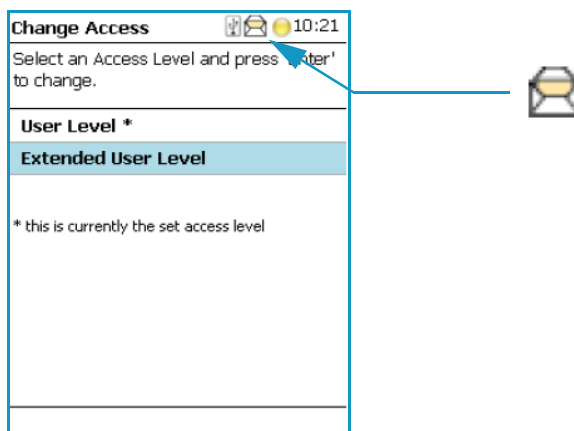 Change Access 10:21
Select an Access Level and press 'Enter'
to change.
User Level *
Extended User Level
* this is currently the set access level